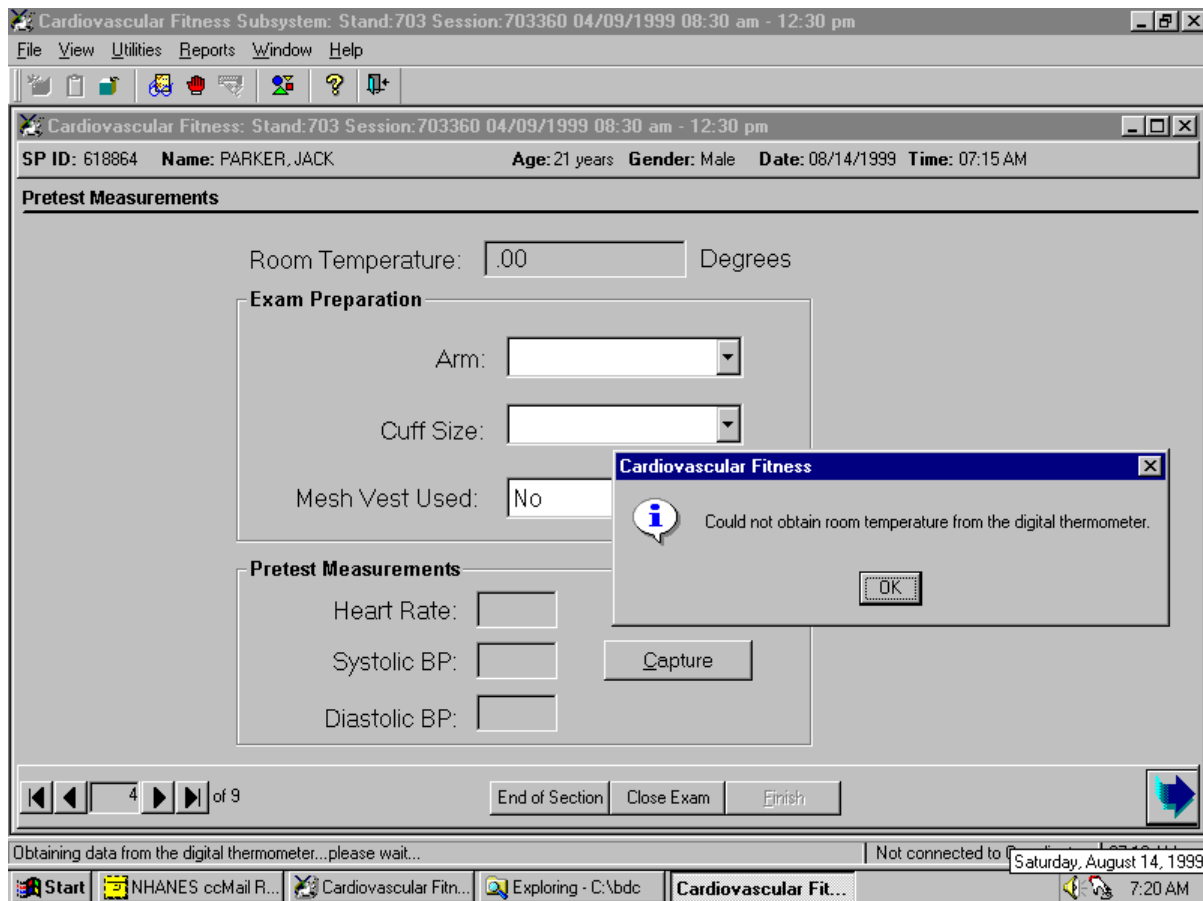 Cardiovascular Fitness Subsystem: Stand:703 Session:703360 04/09/1999 08:30 am - 12:30 pm
File View Utilities Reports Window Help
Cardiovascular Fitness: Stand:703 Session:703360 04/09/1999 08:30 am - 12:30 pm
SP ID: 618864 Name: PARKER, JACK Age: 21 years Gender: Male Date: 08/14/1999 Time: 07:15 AM
Pretest Measurements
Room Temperature: .00 Degrees
Exam Preparation
Arm:
Cuff Size:
Mesh Vest Used: No
Cardiovascular Fitness
Could not obtain room temperature from the digital thermometer.
OK
Pretest Measurements
Heart Rate:
Systolic BP:
Capture
Diastolic BP:
4 of 9
End of Section Close Exam Finish
Obtaining data from the digital thermometer...please wait... Not connected to
Saturday, August 14, 1999
Start NHANES ccMail R... Cardiovascular Fitn... Exploring - C:\bdc Cardiovascular Fit... 7:20 AM